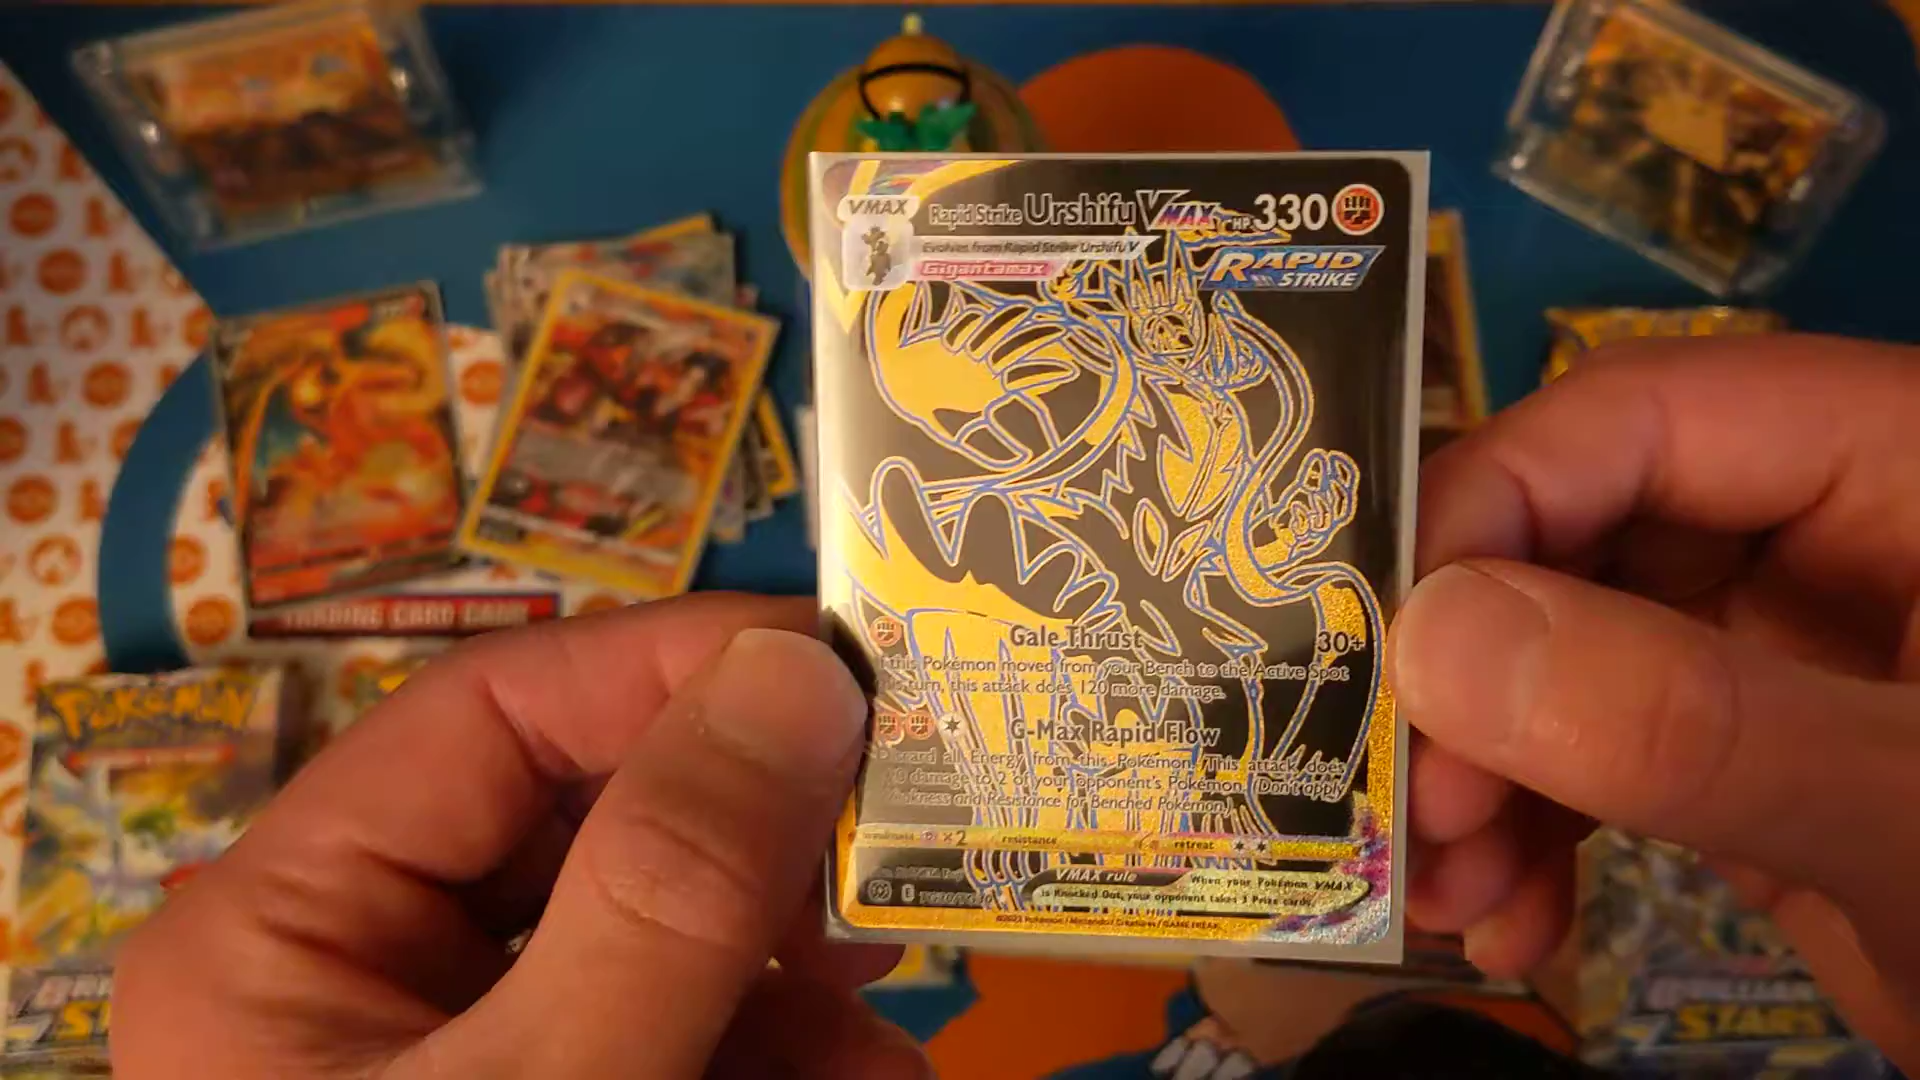 VMAX
Rapid Strike Urshifu VMAX HP 330
Evolves from Rapid Strike Urshifu V
Gigantamax
RAPID
STRIKE
Gale Thrust 30+
this Pokémon moved from your Bench to the Active Spot
turn, this attack does 120 more damage.
G-Max Rapid Flow
all Energy from this Pokémon. This attack does
damage to 2 of your opponent's Pokémon. (Don't apply
and Resistance for Benched Pokémon.)
weakness ×2 resistance retreat
VMAX rule When your Pokémon VMAX
is Knocked Out, your opponent takes 3 Prize cards.
TRADING CARD GAME
POKÉMON
BRILLIANT
STARS